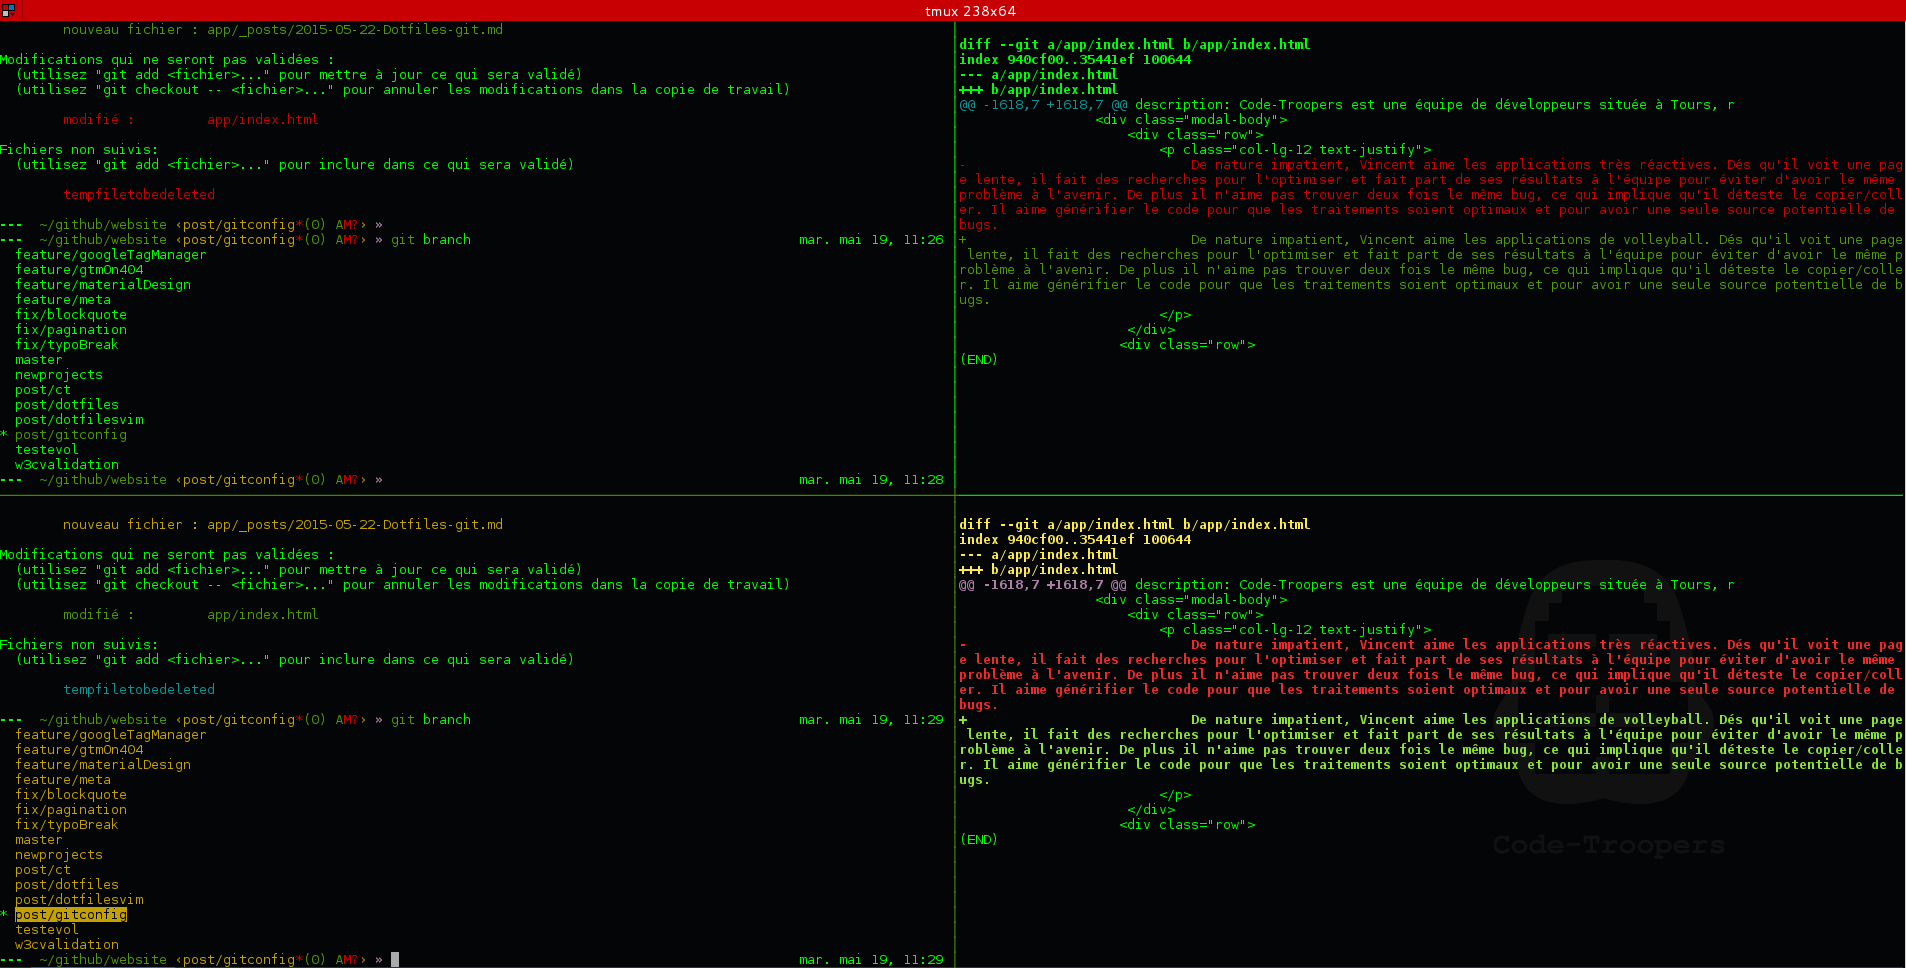 tmux 238x64
nouveau fichier : app/_posts/2015-05-22-Dotfiles-git.md
Modifications qui ne seront pas validées :
(utilisez "git add <fichier>..." pour mettre à jour ce qui sera validé)
(utilisez "git checkout -- <fichier>..." pour annuler les modifications dans la copie de travail)
modifié : app/index.html
Fichiers non suivis:
(utilisez "git add <fichier>..." pour inclure dans ce qui sera validé)
tempfiletobedeleted
--- ~/github/website ‹post/gitconfig*(0) AM?› »
--- ~/github/website ‹post/gitconfig*(0) AM?› » git branch mar. mai 19, 11:26
feature/googleTagManager
feature/gtmOn404
feature/materialDesign
feature/meta
fix/blockquote
fix/pagination
fix/typoBreak
master
newprojects
post/ct
post/dotfiles
post/dotfilesvim
* post/gitconfig
testevol
w3cvalidation
--- ~/github/website ‹post/gitconfig*(0) AM?› » mar. mai 19, 11:28
diff --git a/app/index.html b/app/index.html
index 940cf00..35441ef 100644
--- a/app/index.html
+++ b/app/index.html
@@ -1618,7 +1618,7 @@ description: Code-Troopers est une équipe de développeurs située à Tours, r
<div class="modal-body">
<div class="row">
<p class="col-lg-12 text-justify">
- De nature impatient, Vincent aime les applications très réactives. Dés qu'il voit une pag
e lente, il fait des recherches pour l'optimiser et fait part de ses résultats à l'équipe pour éviter d'avoir le même
problème à l'avenir. De plus il n'aime pas trouver deux fois le même bug, ce qui implique qu'il déteste le copier/coll
er. Il aime générifier le code pour que les traitements soient optimaux et pour avoir une seule source potentielle de
bugs.
+ De nature impatient, Vincent aime les applications de volleyball. Dés qu'il voit une page
lente, il fait des recherches pour l'optimiser et fait part de ses résultats à l'équipe pour éviter d'avoir le même p
roblème à l'avenir. De plus il n'aime pas trouver deux fois le même bug, ce qui implique qu'il déteste le copier/colle
r. Il aime générifier le code pour que les traitements soient optimaux et pour avoir une seule source potentielle de b
ugs.
</p>
</div>
<div class="row">
(END)
nouveau fichier : app/_posts/2015-05-22-Dotfiles-git.md
Modifications qui ne seront pas validées :
(utilisez "git add <fichier>..." pour mettre à jour ce qui sera validé)
(utilisez "git checkout -- <fichier>..." pour annuler les modifications dans la copie de travail)
modifié : app/index.html
Fichiers non suivis:
(utilisez "git add <fichier>..." pour inclure dans ce qui sera validé)
tempfiletobedeleted
--- ~/github/website ‹post/gitconfig*(0) AM?› » git branch mar. mai 19, 11:29
feature/googleTagManager
feature/gtmOn404
feature/materialDesign
feature/meta
fix/blockquote
fix/pagination
fix/typoBreak
master
newprojects
post/ct
post/dotfiles
post/dotfilesvim
* post/gitconfig
testevol
w3cvalidation
--- ~/github/website ‹post/gitconfig*(0) AM?› » mar. mai 19, 11:29
diff --git a/app/index.html b/app/index.html
index 940cf00..35441ef 100644
--- a/app/index.html
+++ b/app/index.html
@@ -1618,7 +1618,7 @@ description: Code-Troopers est une équipe de développeurs située à Tours, r
<div class="modal-body">
<div class="row">
<p class="col-lg-12 text-justify">
- De nature impatient, Vincent aime les applications très réactives. Dés qu'il voit une pag
e lente, il fait des recherches pour l'optimiser et fait part de ses résultats à l'équipe pour éviter d'avoir le même
problème à l'avenir. De plus il n'aime pas trouver deux fois le même bug, ce qui implique qu'il déteste le copier/coll
er. Il aime générifier le code pour que les traitements soient optimaux et pour avoir une seule source potentielle de
bugs.
+ De nature impatient, Vincent aime les applications de volleyball. Dés qu'il voit une page
lente, il fait des recherches pour l'optimiser et fait part de ses résultats à l'équipe pour éviter d'avoir le même p
roblème à l'avenir. De plus il n'aime pas trouver deux fois le même bug, ce qui implique qu'il déteste le copier/colle
r. Il aime générifier le code pour que les traitements soient optimaux et pour avoir une seule source potentielle de b
ugs.
</p>
</div>
<div class="row">
(END)
Code-Troopers